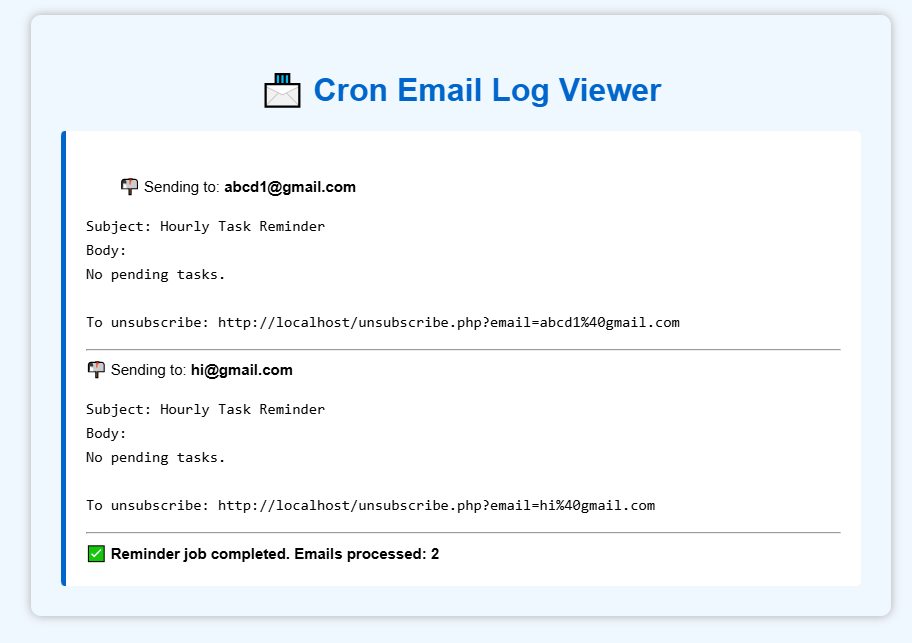 Cron Email Log Viewer
Sending to: abcd1@gmail.com
Subject: Hourly Task Reminder
Body:
No pending tasks.
To unsubscribe: http://localhost/unsubscribe.php?email=abcd1%40gmail.com
Sending to: hi@gmail.com
Subject: Hourly Task Reminder
Body:
No pending tasks.
To unsubscribe: http://localhost/unsubscribe.php?email=hi%40gmail.com
Reminder job completed. Emails processed: 2